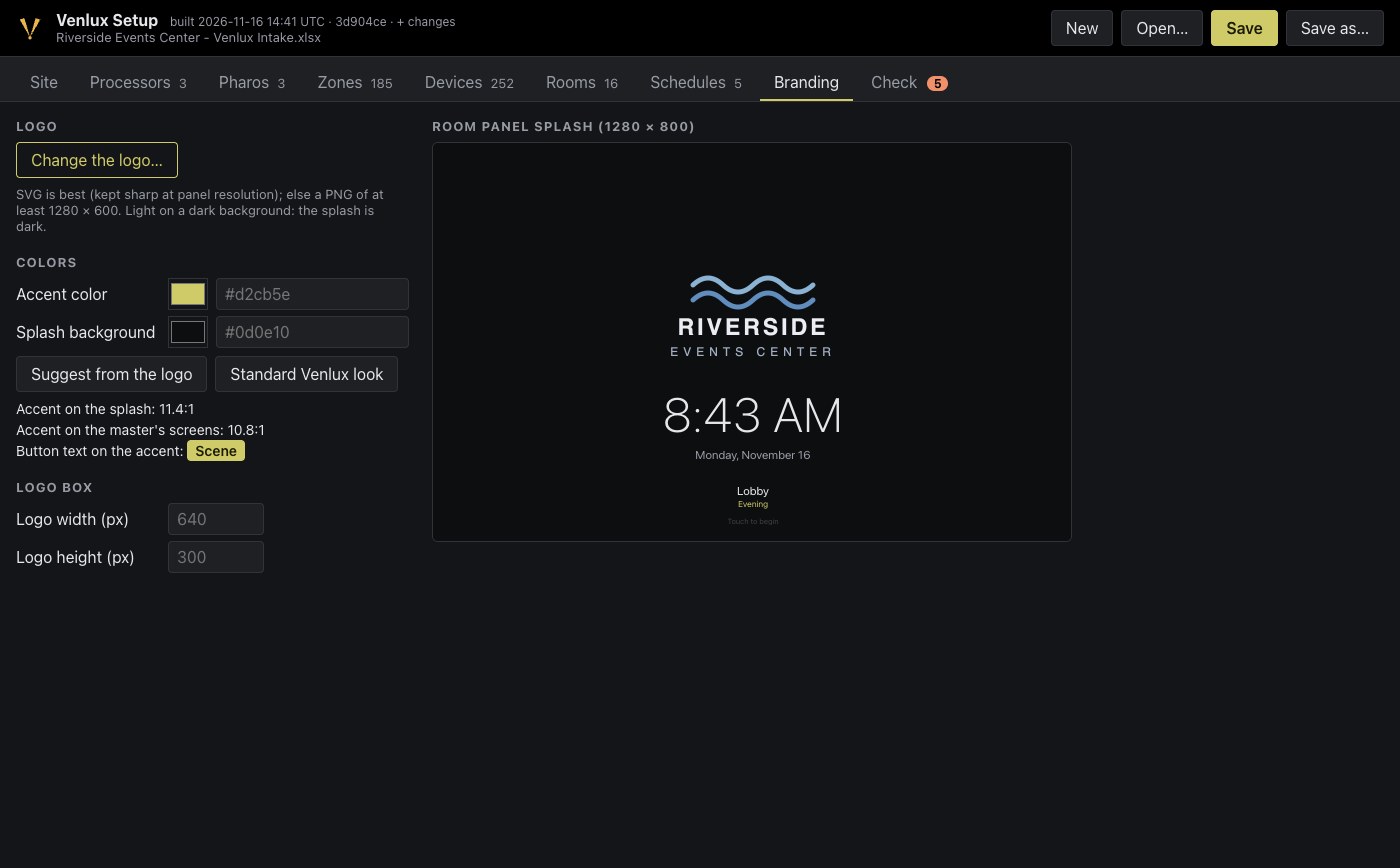 Venlux Setup built 2026-11-16 14:41 UTC · 3d904ce · + changes
Riverside Events Center - Venlux Intake.xlsx
New Open... Save Save as...
Site Processors 3 Pharos 3 Zones 185 Devices 252 Rooms 16 Schedules 5 Branding Check 5
LOGO
Change the logo...
SVG is best (kept sharp at panel resolution); else a PNG of at
least 1280 × 600. Light on a dark background: the splash is
dark.
COLORS
Accent color #d2cb5e
Splash background #0d0e10
Suggest from the logo Standard Venlux look
Accent on the splash: 11.4:1
Accent on the master's screens: 10.8:1
Button text on the accent: Scene
LOGO BOX
Logo width (px) 640
Logo height (px) 300
ROOM PANEL SPLASH (1280 × 800)
RIVERSIDE
EVENTS CENTER
8:43 AM
Monday, November 16
Lobby
Evening
Touch to begin